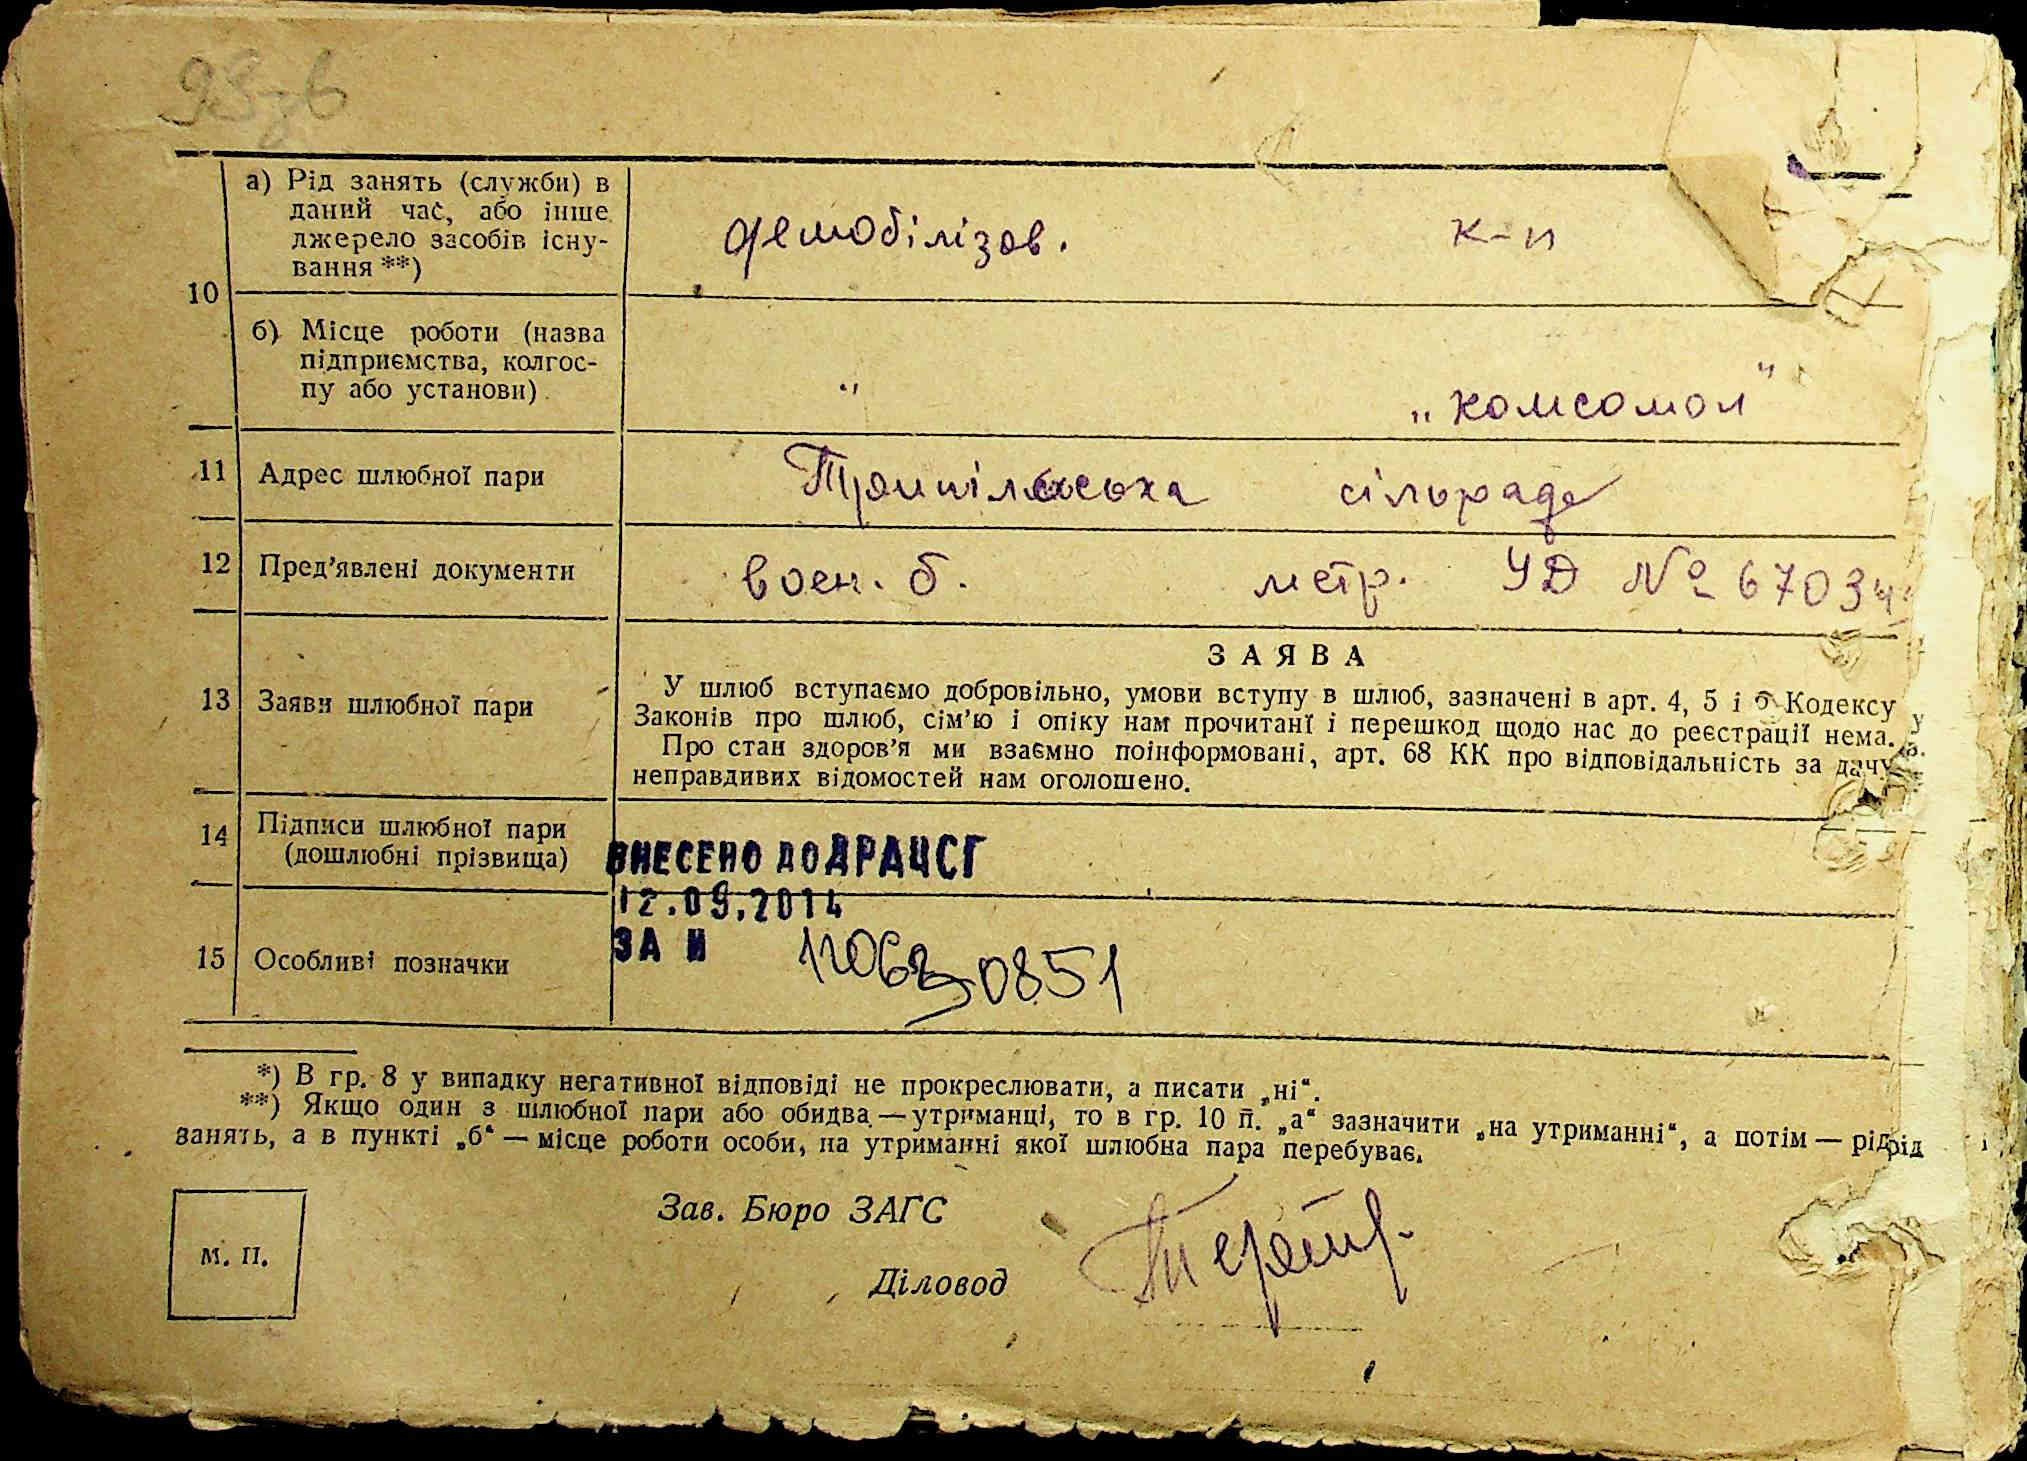 93зв
а) Рід занять (служби) в
даний час, або інше
джерело засобів існу-
вання **)
демобілізов. к-п
10
б) Місце роботи (назва
підприємства, колгос-
пу або установи)
" „комсомол"
11 Адрес шлюбної пари
сільрада
12 Пред'явлені документи воен. б. метр. УД № 67034
ЗАЯВА
13 Заяви шлюбної пари
У шлюб вступаємо добровільно, умови вступу в шлюб, зазначені в арт. 4, 5 і 6 Кодексу
Законів про шлюб, сім'ю і опіку нам прочитані і перешкод щодо нас до реєстрації нема.
Про стан здоров'я ми взаємно поінформовані, арт. 68 КК про відповідальність за дачу
неправдивих відомостей нам оголошено.
14 Підписи шлюбної пари
(дошлюбні прізвища)
ВНЕСЕНО ДО ДРАЦСГ
12.09.2014
ЗА №
15 Особливі позначки
*) В гр. 8 у випадку негативної відповіді не прокреслювати, а писати „ні“.
**) Якщо один з шлюбної пари або обидва — утриманці, то в гр. 10 п. „а“ зазначити „на утриманні“, а потім — рід
занять, а в пункті „б“ — місце роботи особи, на утриманні якої шлюбна пара перебуває.
Зав. Бюро ЗАГС
М. П.
Діловод